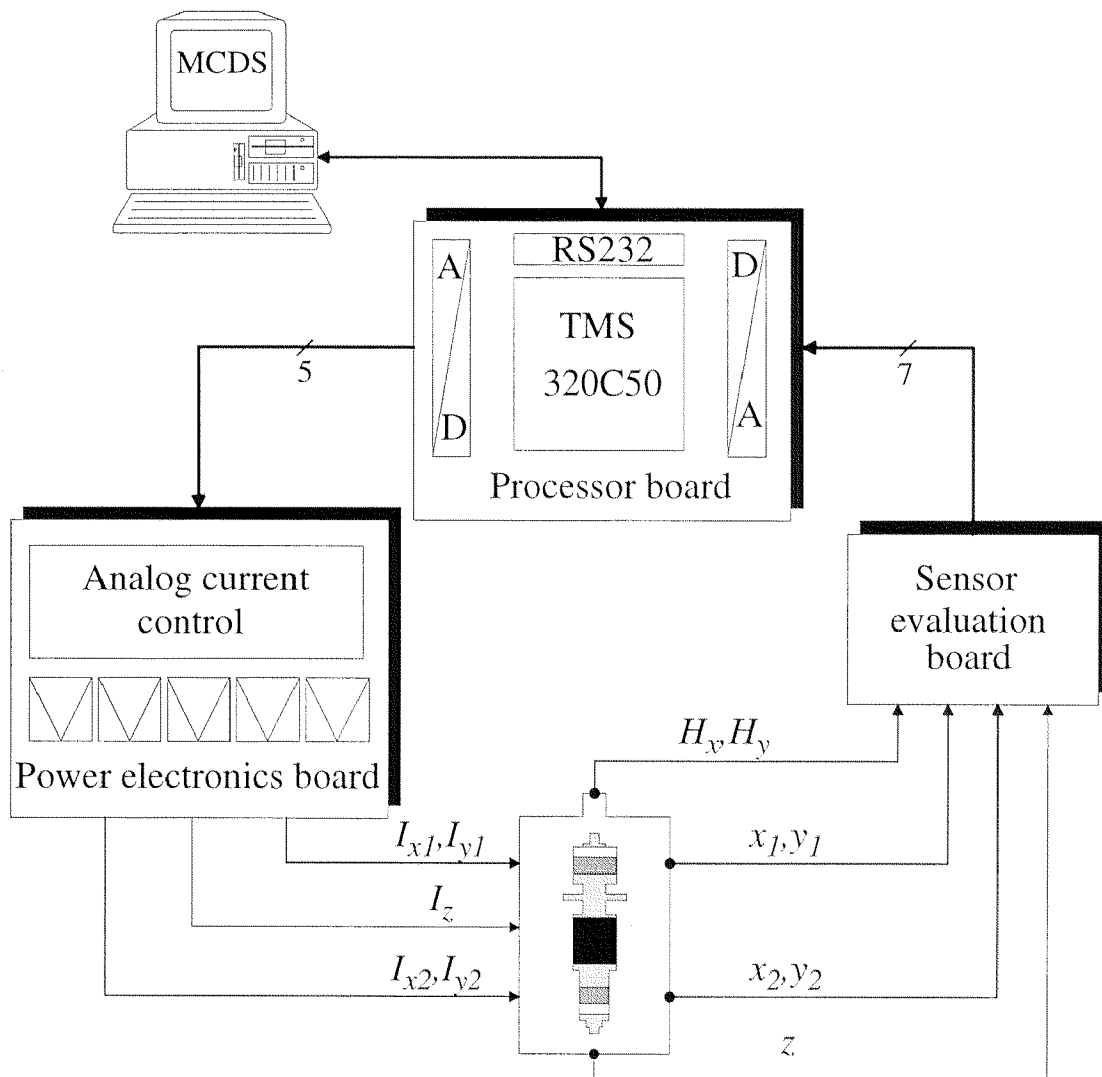 MCDS
RS232
A
D
TMS
320C50
D
A
5
7
Processor board
Analog current
control
Power electronics board
Sensor
evaluation
board
Hx,Hy
Ix1,Iy1
x1,y1
Iz
Ix2,Iy2
x2,y2
z